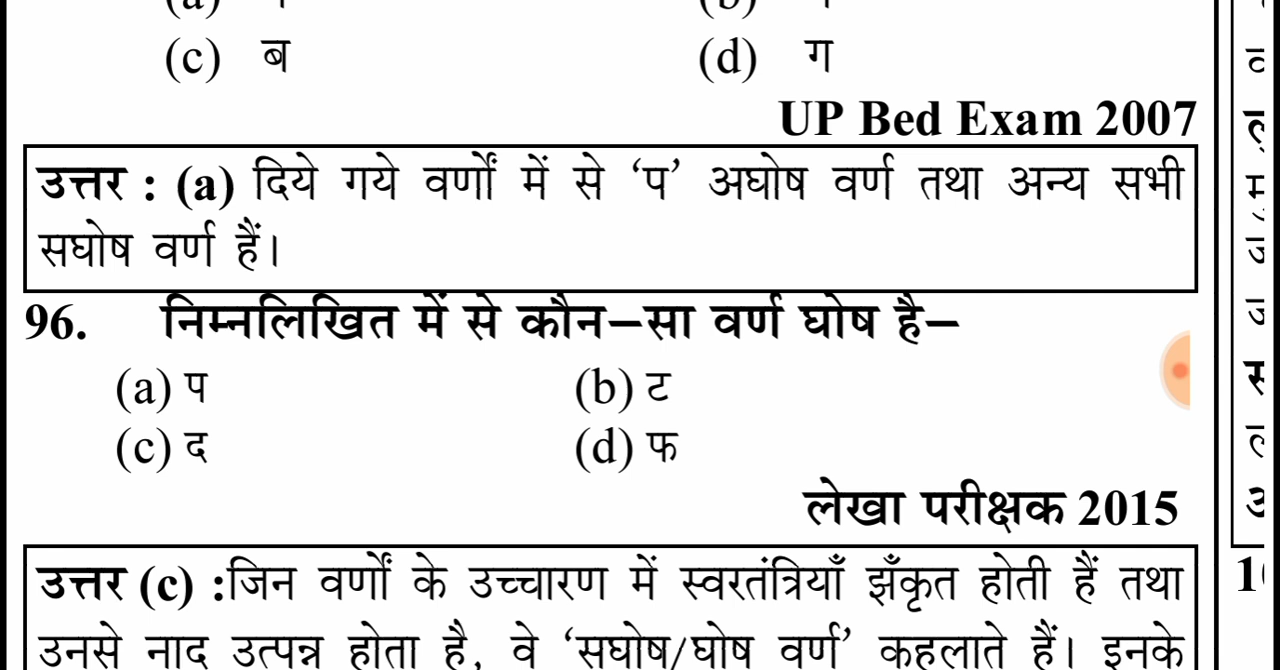 (c) ब (d) ग
UP Bed Exam 2007
उत्तर : (a) दिये गये वर्णों में से ‘प’ अघोष वर्ण तथा अन्य सभी
सघोष वर्ण हैं।
96. निम्नलिखित में से कौन–सा वर्ण घोष है–
(a) प (b) ट
(c) द (d) फ
लेखा परीक्षक 2015
उत्तर (c) :जिन वर्णों के उच्चारण में स्वरतंत्रियाँ झँकृत होती हैं तथा
उनसे नाद उत्पन्न होता है, वे ‘सघोष/घोष वर्ण’ कहलाते हैं। इनके